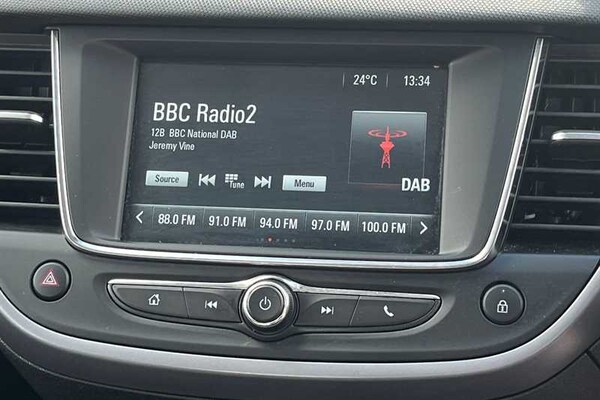 24°C 13:34
BBC Radio2
12B BBC National DAB
Jeremy Vine
Source Tune Menu
DAB
88.0 FM 91.0 FM 94.0 FM 97.0 FM 100.0 FM